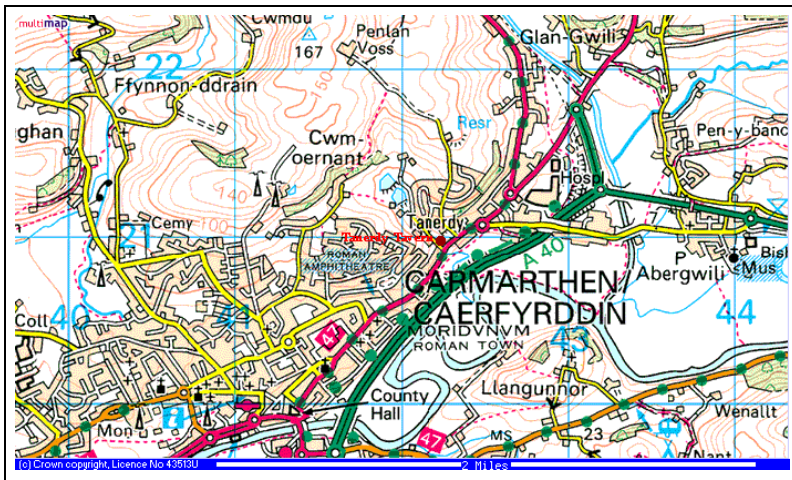 multimap
Cwmdu
Penlan
Voss
Glan-Gwili
167
22
Ffynnon-ddrain
150
Resr
ghan
Cwm-
oernant
Pen-y-banc
140
Hospl
100
Cemy
Tanerdy
21
Tanerdy Tavern
ROMAN
AMPHITHEATRE
A 40
P
Abergwili
Mus
CARMARTHEN/
CAERFYRDDIN
MORIDVNVM
ROMAN TOWN
40
41
43
44
Coll
47
County
Hall
Llangunnor
Wenallt
Mon
47
MS
23
Nant
(c) Crown copyright, Licence No 43513U
2 Miles